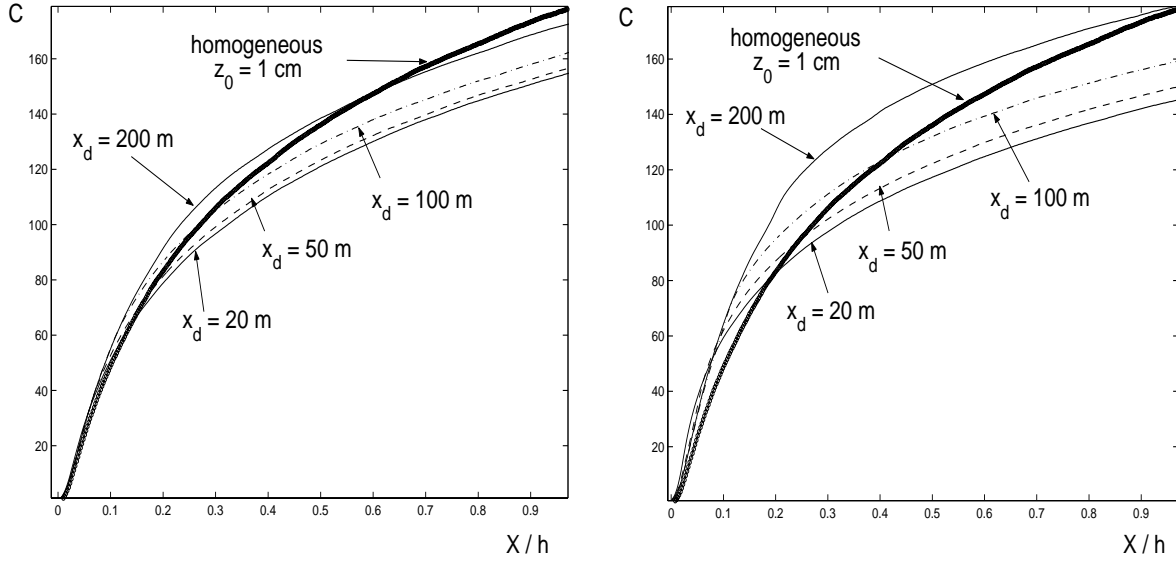 C
160
140
120
100
80
60
40
20
homogeneous
z0 = 1 cm
xd = 200 m
xd = 100 m
xd = 50 m
xd = 20 m
0 0.1 0.2 0.3 0.4 0.5 0.6 0.7 0.8 0.9
X / h
C
160
140
120
100
80
60
40
20
homogeneous
z0 = 1 cm
xd = 200 m
xd = 100 m
xd = 50 m
xd = 20 m
0 0.1 0.2 0.3 0.4 0.5 0.6 0.7 0.8 0.9
X / h